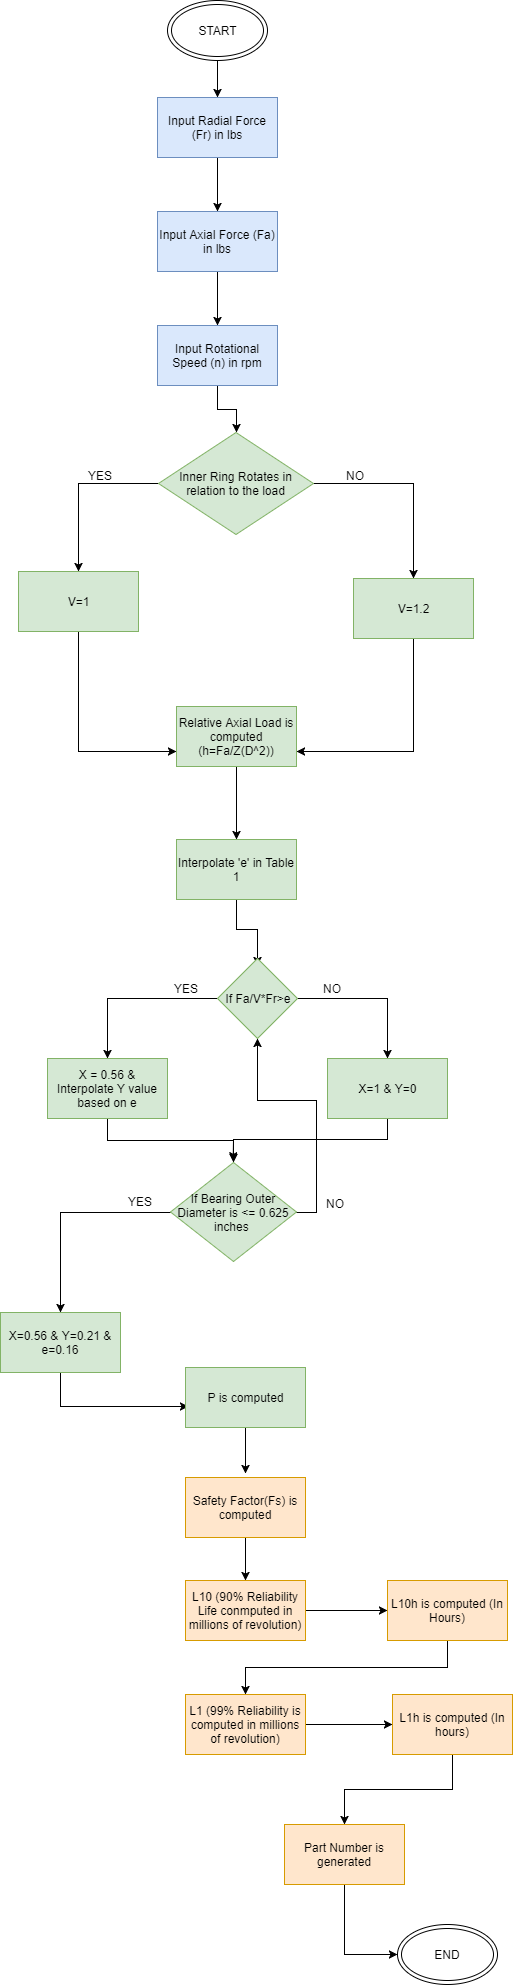 START
Input Radial Force
(Fr) in lbs
Input Axial Force (Fa)
in lbs
Input Rotational
Speed (n) in rpm
Inner Ring Rotates in
relation to the load
YES
NO
V=1
V=1.2
Relative Axial Load is
computed
(h=Fa/Z(D^2))
Interpolate 'e' in Table
1
If Fa/V*Fr>e
YES
NO
X = 0.56 &
Interpolate Y value
based on e
X=1 & Y=0
If Bearing Outer
Diameter is <= 0.625
inches
YES
NO
X=0.56 & Y=0.21 &
e=0.16
P is computed
Safety Factor(Fs) is
computed
L10 (90% Reliability
Life conmputed in
millions of revolution)
L10h is computed (In
Hours)
L1 (99% Reliability is
computed in millions
of revolution)
L1h is computed (In
hours)
Part Number is
generated
END